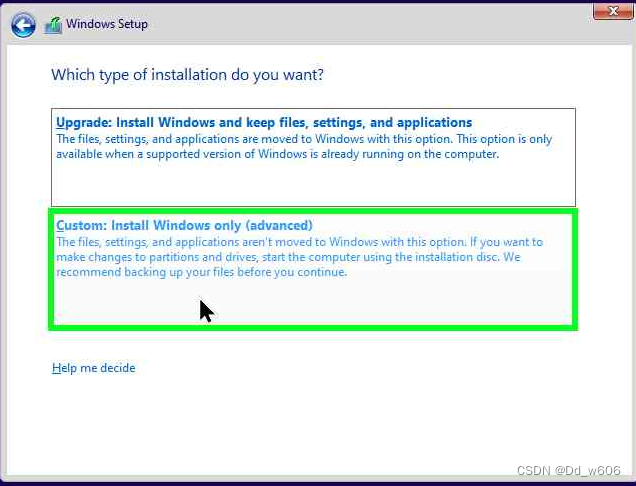 Windows Setup
Which type of installation do you want?
Upgrade: Install Windows and keep files, settings, and applications
The files, settings, and applications are moved to Windows with this option. This option is only
available when a supported version of Windows is already running on the computer.
Custom: Install Windows only (advanced)
The files, settings, and applications aren't moved to Windows with this option. If you want to
make changes to partitions and drives, start the computer using the installation disc. We
recommend backing up your files before you continue.
Help me decide
CSDN @Dd_w606